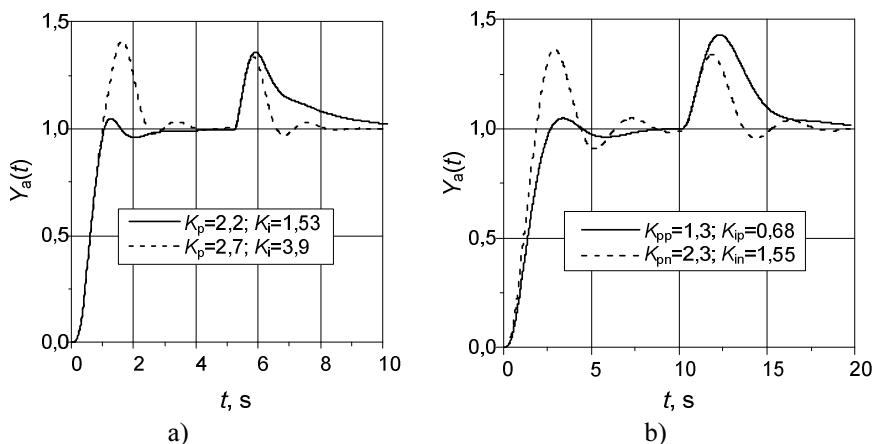 1,5
1,0
0,5
0,0
Yₐ(t)
Kₚ=2,2; Kᵢ=1,53
Kₚ=2,7; Kᵢ=3,9
0 2 4 6 8 10
t, s
a)
1,5
1,0
0,5
0,0
Yₐ(t)
Kₚₚ=1,3; Kᵢₚ=0,68
Kₚₙ=2,3; Kᵢₙ=1,55
0 5 10 15 20
t, s
b)